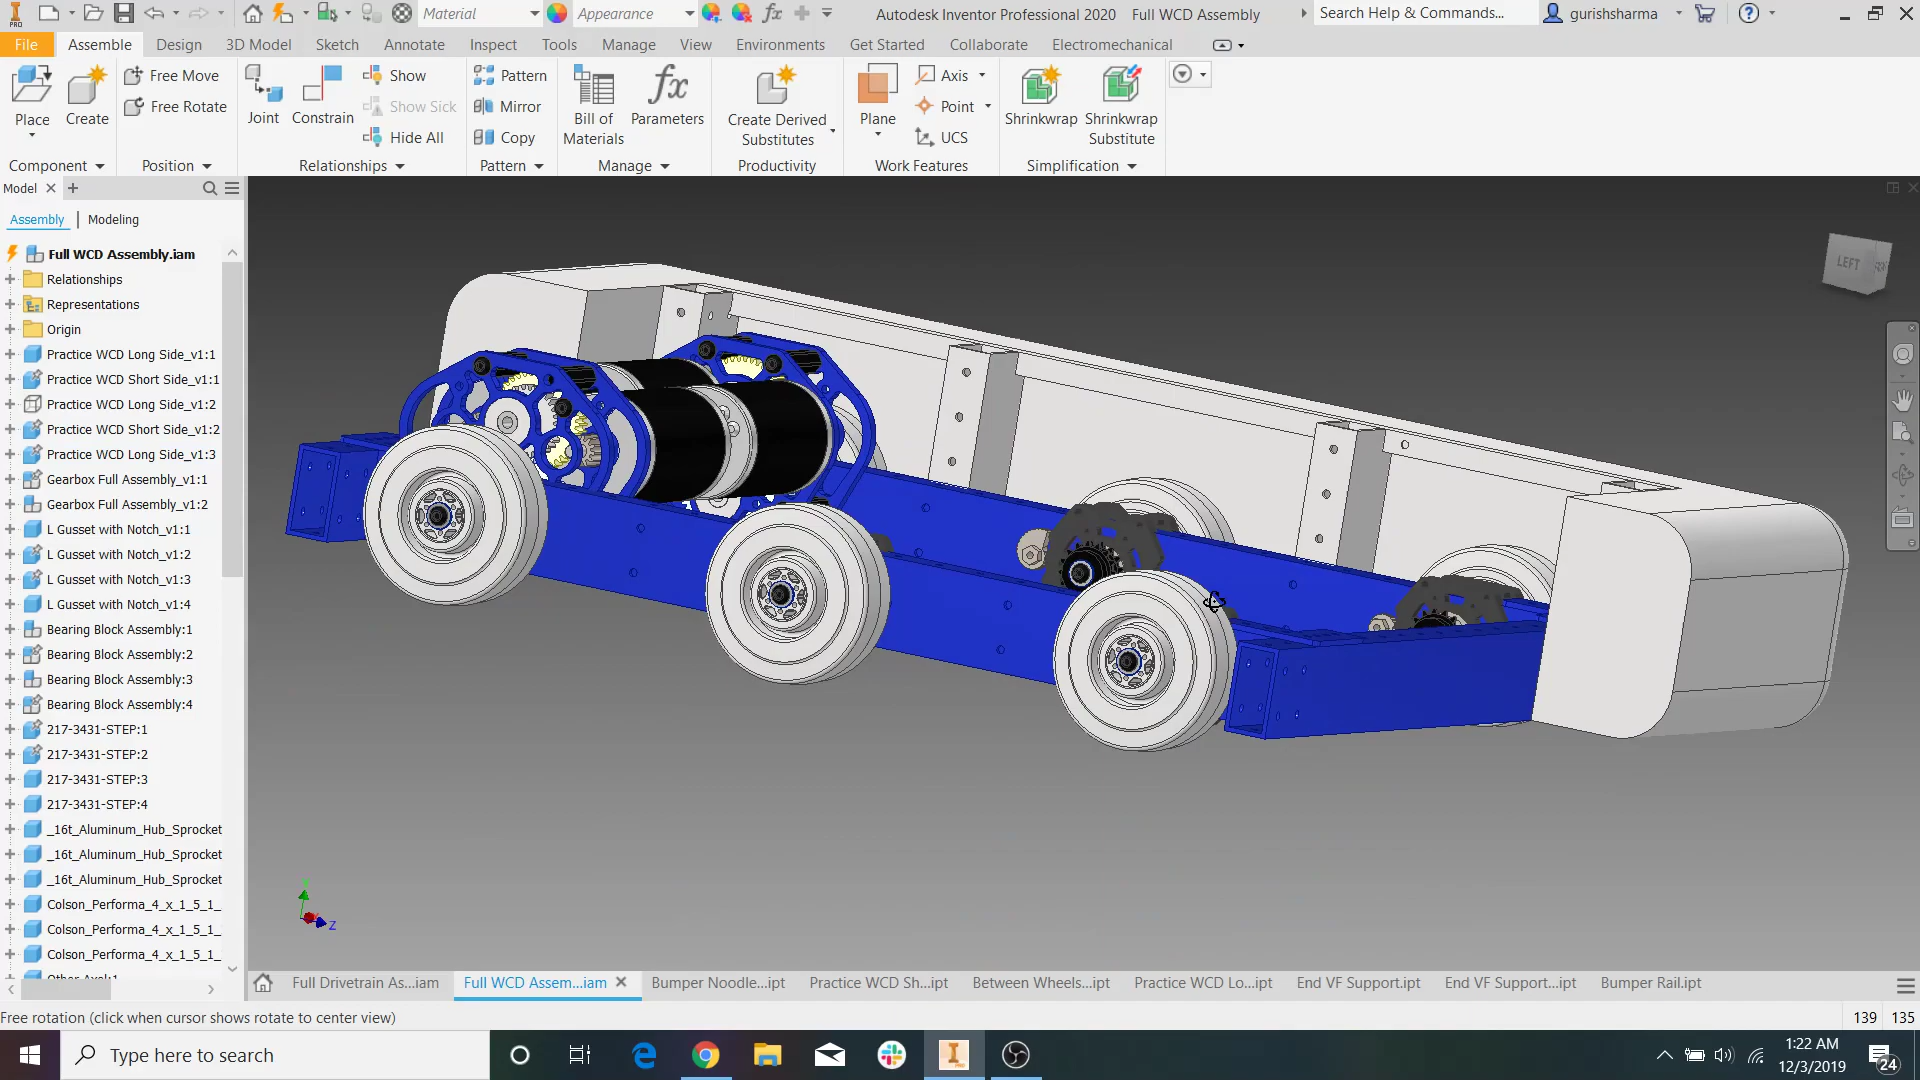 Material
Appearance
Autodesk Inventor Professional 2020 Full WCD Assembly
Search Help & Commands...
gurishsharma
PRO
File
Assemble
Design
3D Model
Sketch
Annotate
Inspect
Tools
Manage
View
Environments
Get Started
Collaborate
Electromechanical
Place
Create
Component
Free Move
Free Rotate
Position
Joint
Constrain
Show
Show Sick
Hide All
Relationships
Pattern
Mirror
Copy
Pattern
Bill of
Materials
Parameters
Manage
Create Derived
Substitutes
Productivity
Plane
Axis
Point
UCS
Work Features
Shrinkwrap
Shrinkwrap
Substitute
Simplification
Model
Assembly | Modeling
Full WCD Assembly.iam
Relationships
Representations
Origin
Practice WCD Long Side_v1:1
Practice WCD Short Side_v1:1
Practice WCD Long Side_v1:2
Practice WCD Short Side_v1:2
Practice WCD Long Side_v1:3
Gearbox Full Assembly_v1:1
Gearbox Full Assembly_v1:2
L Gusset with Notch_v1:1
L Gusset with Notch_v1:2
L Gusset with Notch_v1:3
L Gusset with Notch_v1:4
Bearing Block Assembly:1
Bearing Block Assembly:2
Bearing Block Assembly:3
Bearing Block Assembly:4
217-3431-STEP:1
217-3431-STEP:2
217-3431-STEP:3
217-3431-STEP:4
_16t_Aluminum_Hub_Sprocket
_16t_Aluminum_Hub_Sprocket
_16t_Aluminum_Hub_Sprocket
Colson_Performa_4_x_1_5_1_
Colson_Performa_4_x_1_5_1_
Colson_Performa_4_x_1_5_1_
LEFT
Z
Full Drivetrain As...iam
Full WCD Assem...iam
Bumper Noodle...ipt
Practice WCD Sh...ipt
Between Wheels...ipt
Practice WCD Lo...ipt
End VF Support.ipt
End VF Support...ipt
Bumper Rail.ipt
Free rotation (click when cursor shows rotate to center view)
139 135
Type here to search
1:22 AM
12/3/2019
24